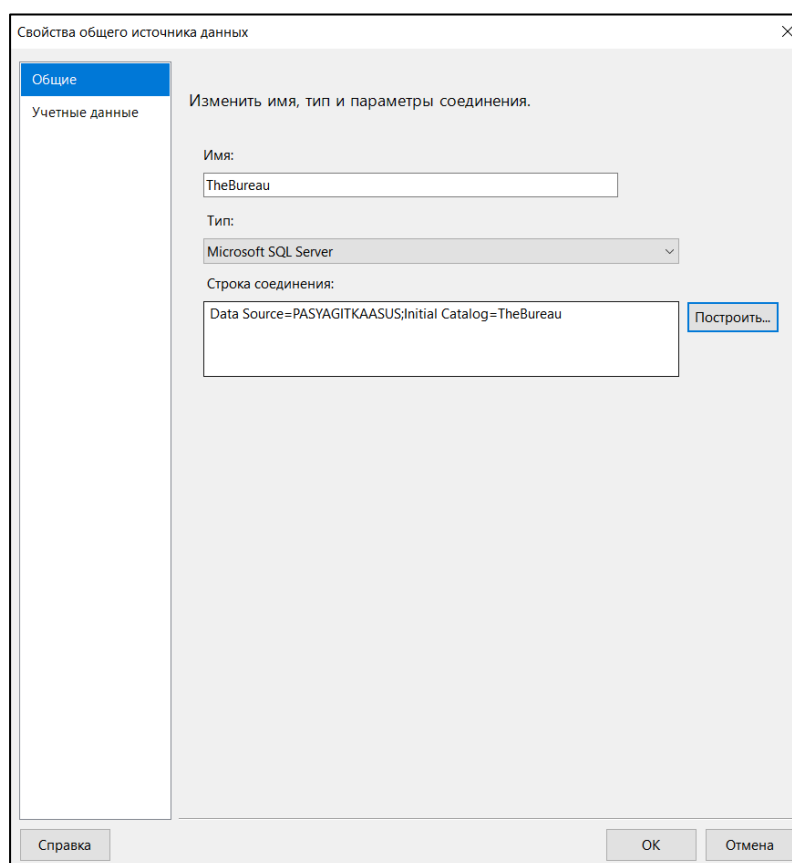 Свойства общего источника данных
Общие
Учетные данные
Изменить имя, тип и параметры соединения.
Имя:
TheBureau
Тип:
Microsoft SQL Server
Строка соединения:
Data Source=PASYAGITKAASUS;Initial Catalog=TheBureau
Построить...
Справка
ОК
Отмена